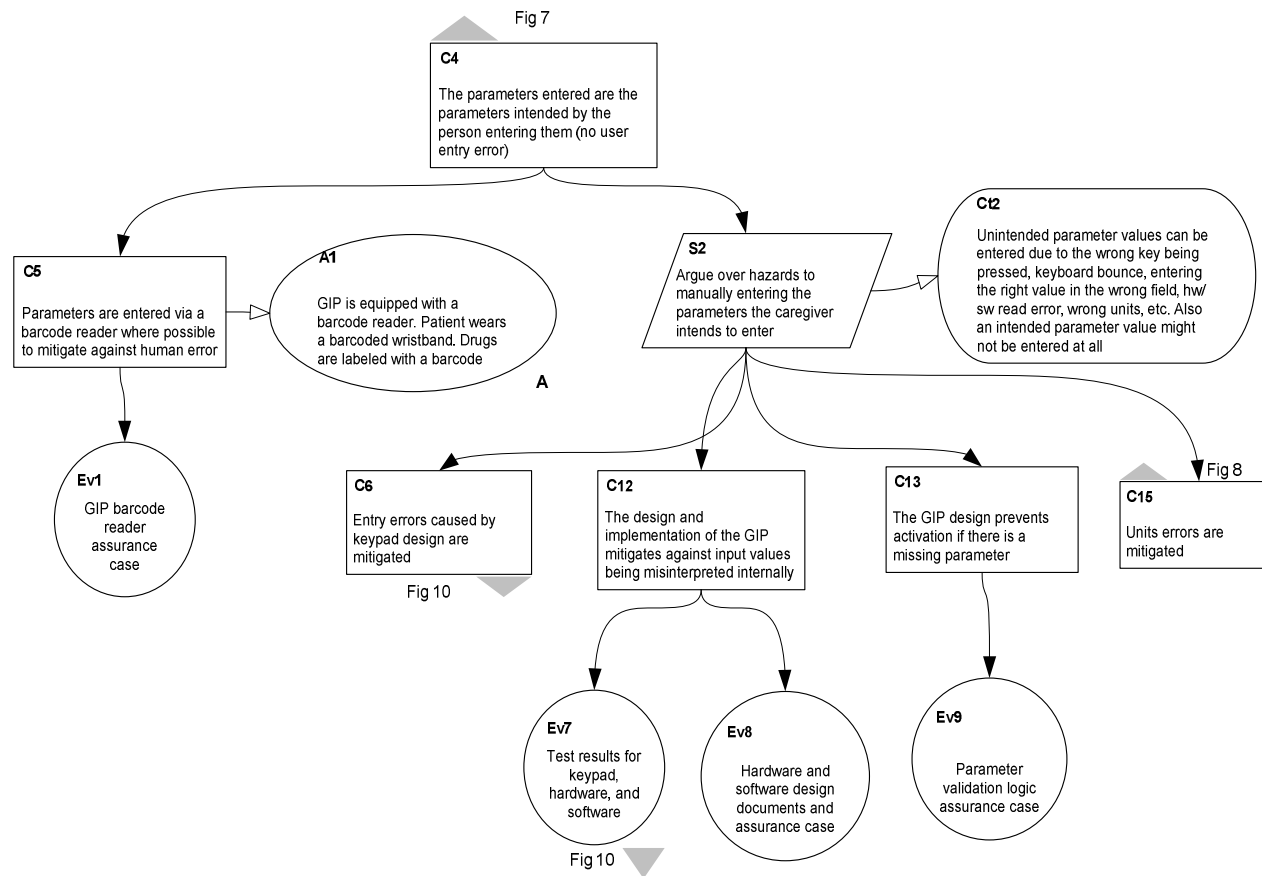 Fig 7
C4
The parameters entered are the
parameters intended by the
person entering them (no user
entry error)
C5
Parameters are entered via a
barcode reader where possible
to mitigate against human error
A1
GIP is equipped with a
barcode reader. Patient wears
a barcoded wristband. Drugs
are labeled with a barcode
A
S2
Argue over hazards to
manually entering the
parameters the caregiver
intends to enter
Ct2
Unintended parameter values can be
entered due to the wrong key being
pressed, keyboard bounce, entering
the right value in the wrong field, hw/
sw read error, wrong units, etc. Also
an intended parameter value might
not be entered at all
Ev1
GIP barcode
reader
assurance
case
C6
Entry errors caused by
keypad design are
mitigated
Fig 10
C12
The design and
implementation of the GIP
mitigates against input values
being misinterpreted internally
C13
The GIP design prevents
activation if there is a
missing parameter
Fig 8
C15
Units errors are
mitigated
Ev7
Test results for
keypad,
hardware, and
software
Fig 10
Ev8
Hardware and
software design
documents and
assurance case
Ev9
Parameter
validation logic
assurance case